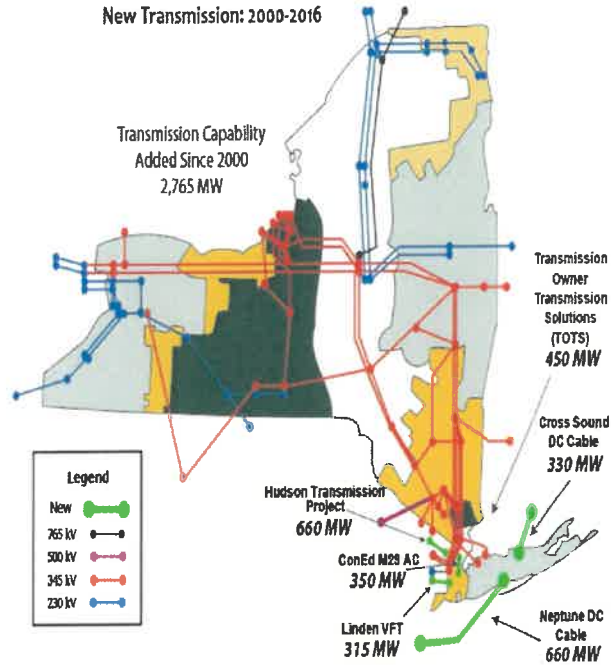 New Transmission: 2000-2016
Transmission Capability
Added Since 2000
2,765 MW
Transmission
Owner
Transmission
Solutions
(TOTS)
450 MW
Cross Sound
DC Cable
330 MW
Hudson Transmission
Project
660 MW
ConEd M29 AC
350 MW
Linden VFT
315 MW
Neptune DC
Cable
660 MW
Legend
New
765 kV
500 kV
345 kV
230 kV